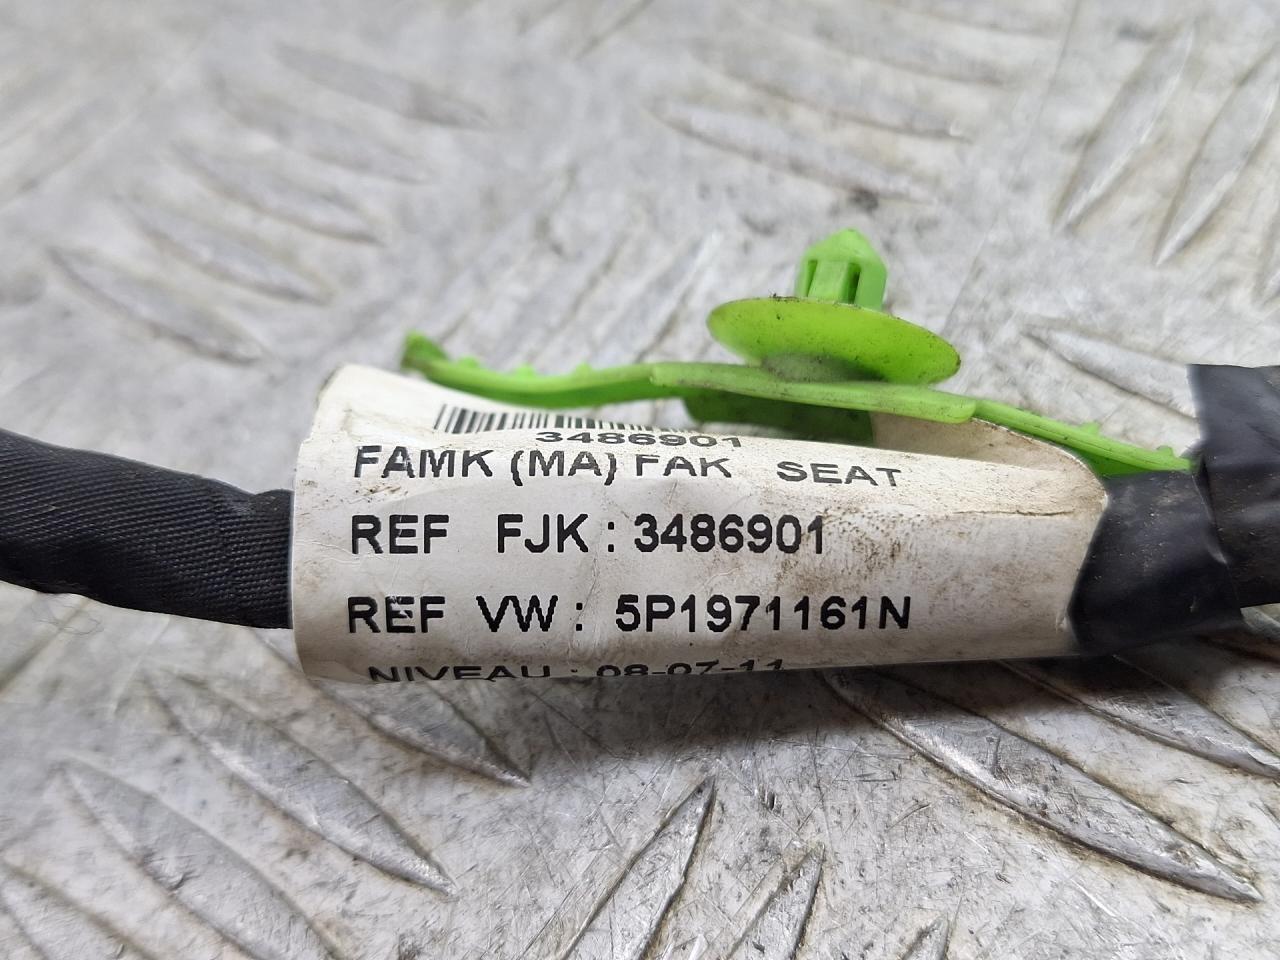 3486901
FAMK (MA) FAK SEAT
REF FJK : 3486901
REF VW : 5P1971161N
NIVEAU : 08-07-11